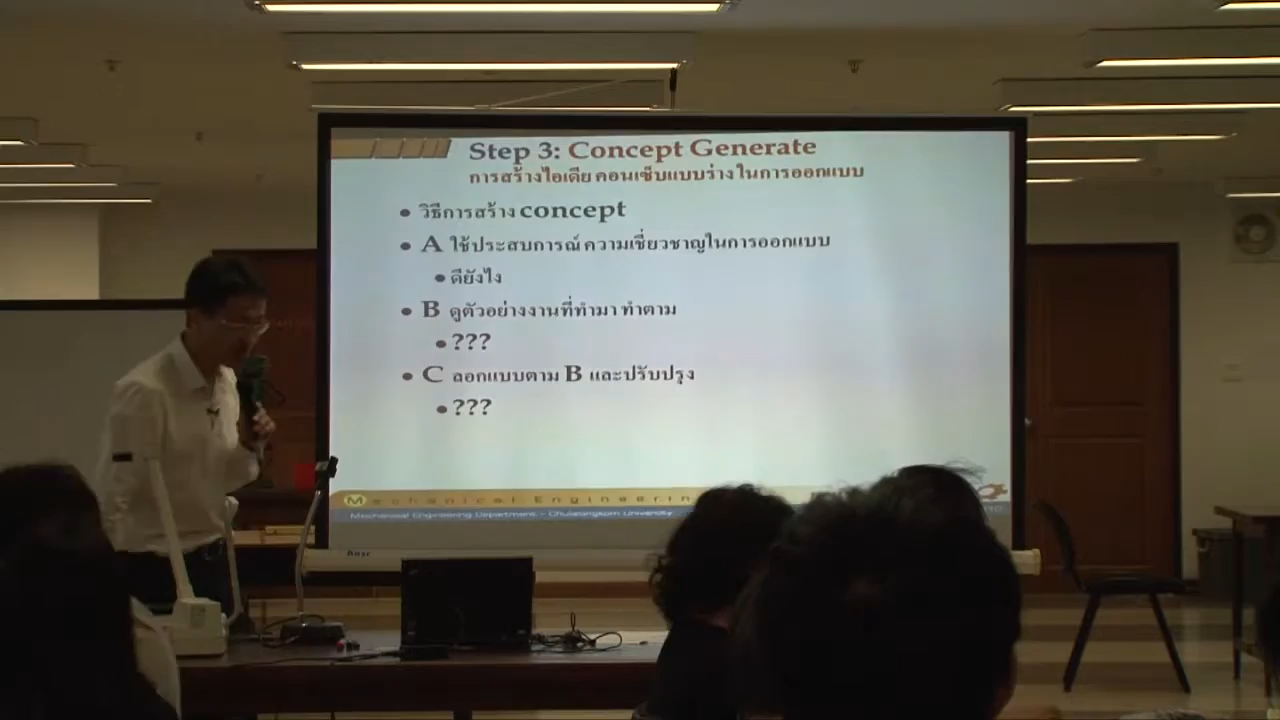 Step 3: Concept Generate
การสร้างไอเดีย คอนเซ็บแบบร่าง ในการออกแบบ
• วิธีการสร้าง concept
• A ใช้ประสบการณ์ ความเชี่ยวชาญในการออกแบบ
• ดียังไง
• B ดูตัวอย่างงานที่ทำมา ทำตาม
• ???
• C ลอกแบบตาม B และปรับปรุง
• ???
Mechanical Engineerin
Mechanical Engineering Department - Chulalongkorn University